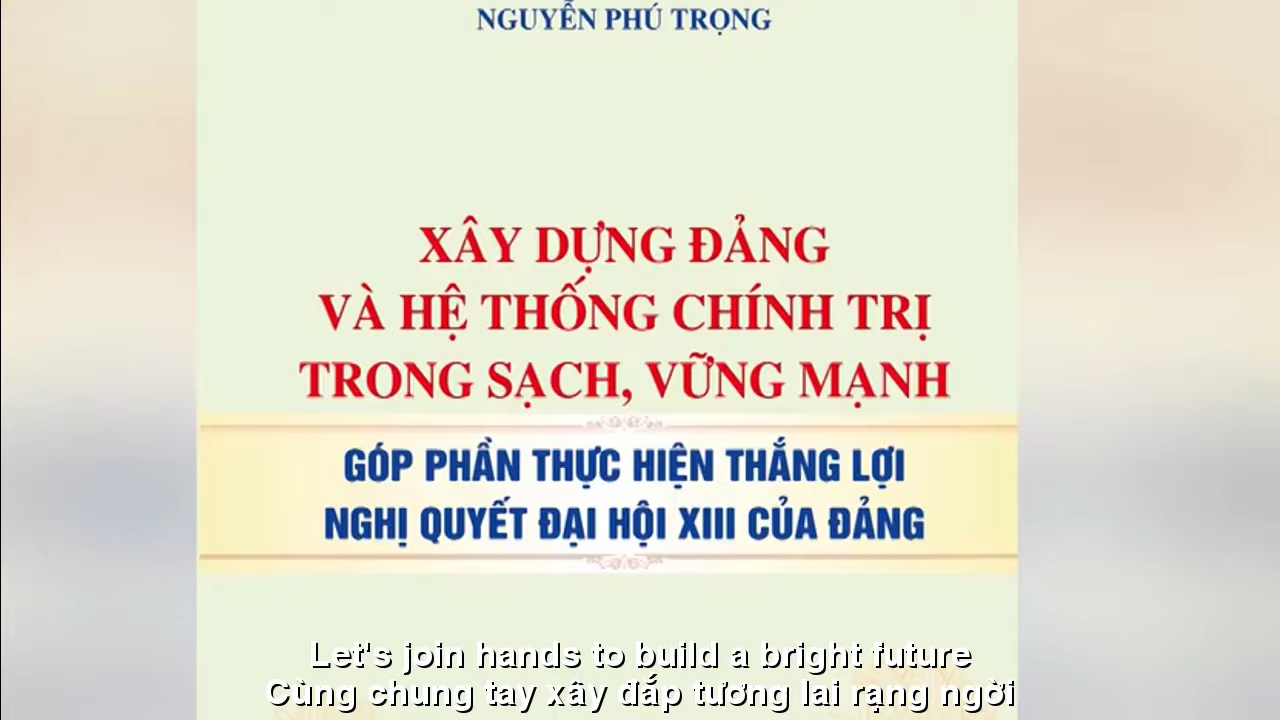 NGUYỄN PHÚ TRỌNG
XÂY DỰNG ĐẢNG
VÀ HỆ THỐNG CHÍNH TRỊ
TRONG SẠCH, VỮNG MẠNH
GÓP PHẦN THỰC HIỆN THẮNG LỢI
NGHỊ QUYẾT ĐẠI HỘI XIII CỦA ĐẢNG
Let's join hands to build a bright future
Cùng chung tay xây đắp tương lai rạng ngời